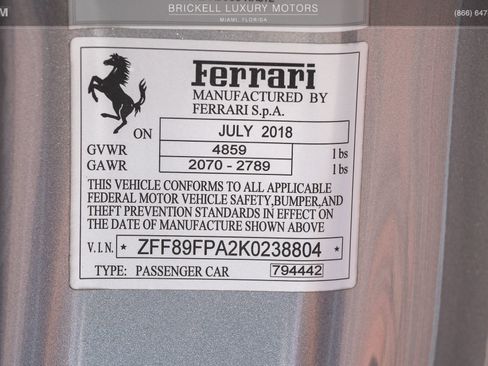 BRICKELL LUXURY MOTORS
MIAMI, FLORIDA
(866) 647
Ferrari
MANUFACTURED BY
FERRARI S.p.A.
ON JULY 2018
GVWR 4859 lbs
GAWR 2070 - 2789 lbs
THIS VEHICLE CONFORMS TO ALL APPLICABLE
FEDERAL MOTOR VEHICLE SAFETY,BUMPER,AND
THEFT PREVENTION STANDARDS IN EFFECT ON
THE DATE OF MANUFACTURE SHOWN ABOVE
V.I.N. * ZFF89FPA2K0238804 *
TYPE: PASSENGER CAR 794442